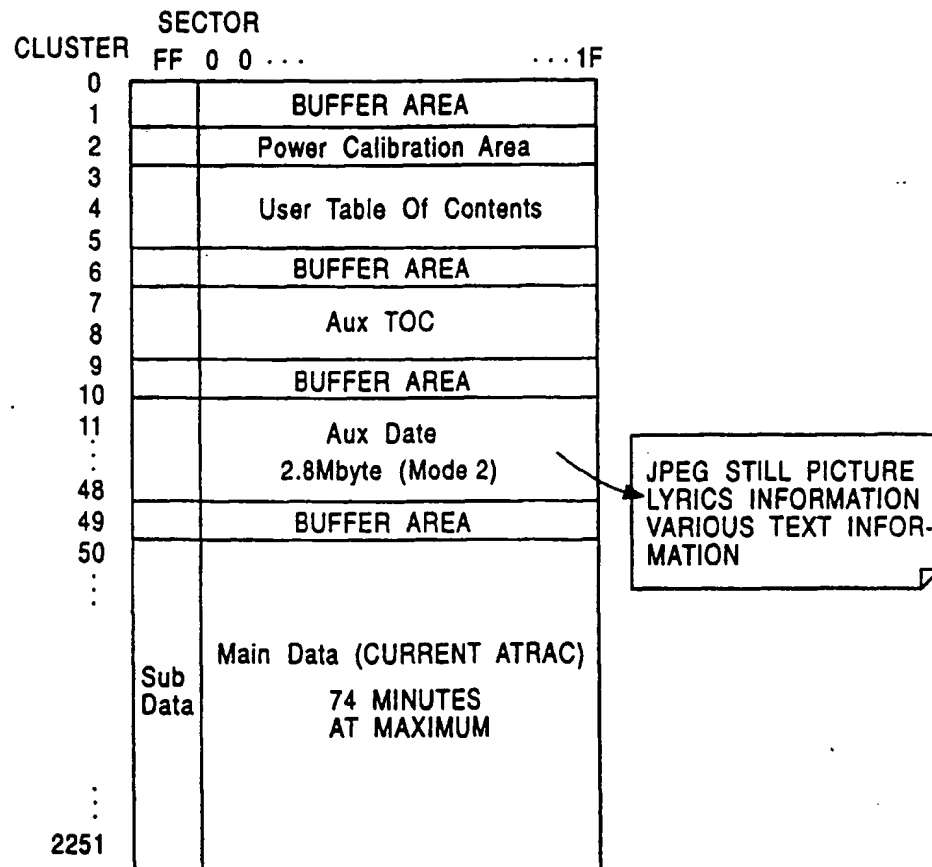 SECTOR
CLUSTER
FF 0 0 ··· ···1F
0
1
BUFFER AREA
2
Power Calibration Area
3
4
User Table Of Contents
5
6
BUFFER AREA
7
8
Aux TOC
9
10
BUFFER AREA
11
Aux Date
2.8Mbyte (Mode 2)
48
49
BUFFER AREA
50
JPEG STILL PICTURE
LYRICS INFORMATION
VARIOUS TEXT INFOR-
MATION
Sub
Data
Main Data (CURRENT ATRAC)
74 MINUTES
AT MAXIMUM
2251